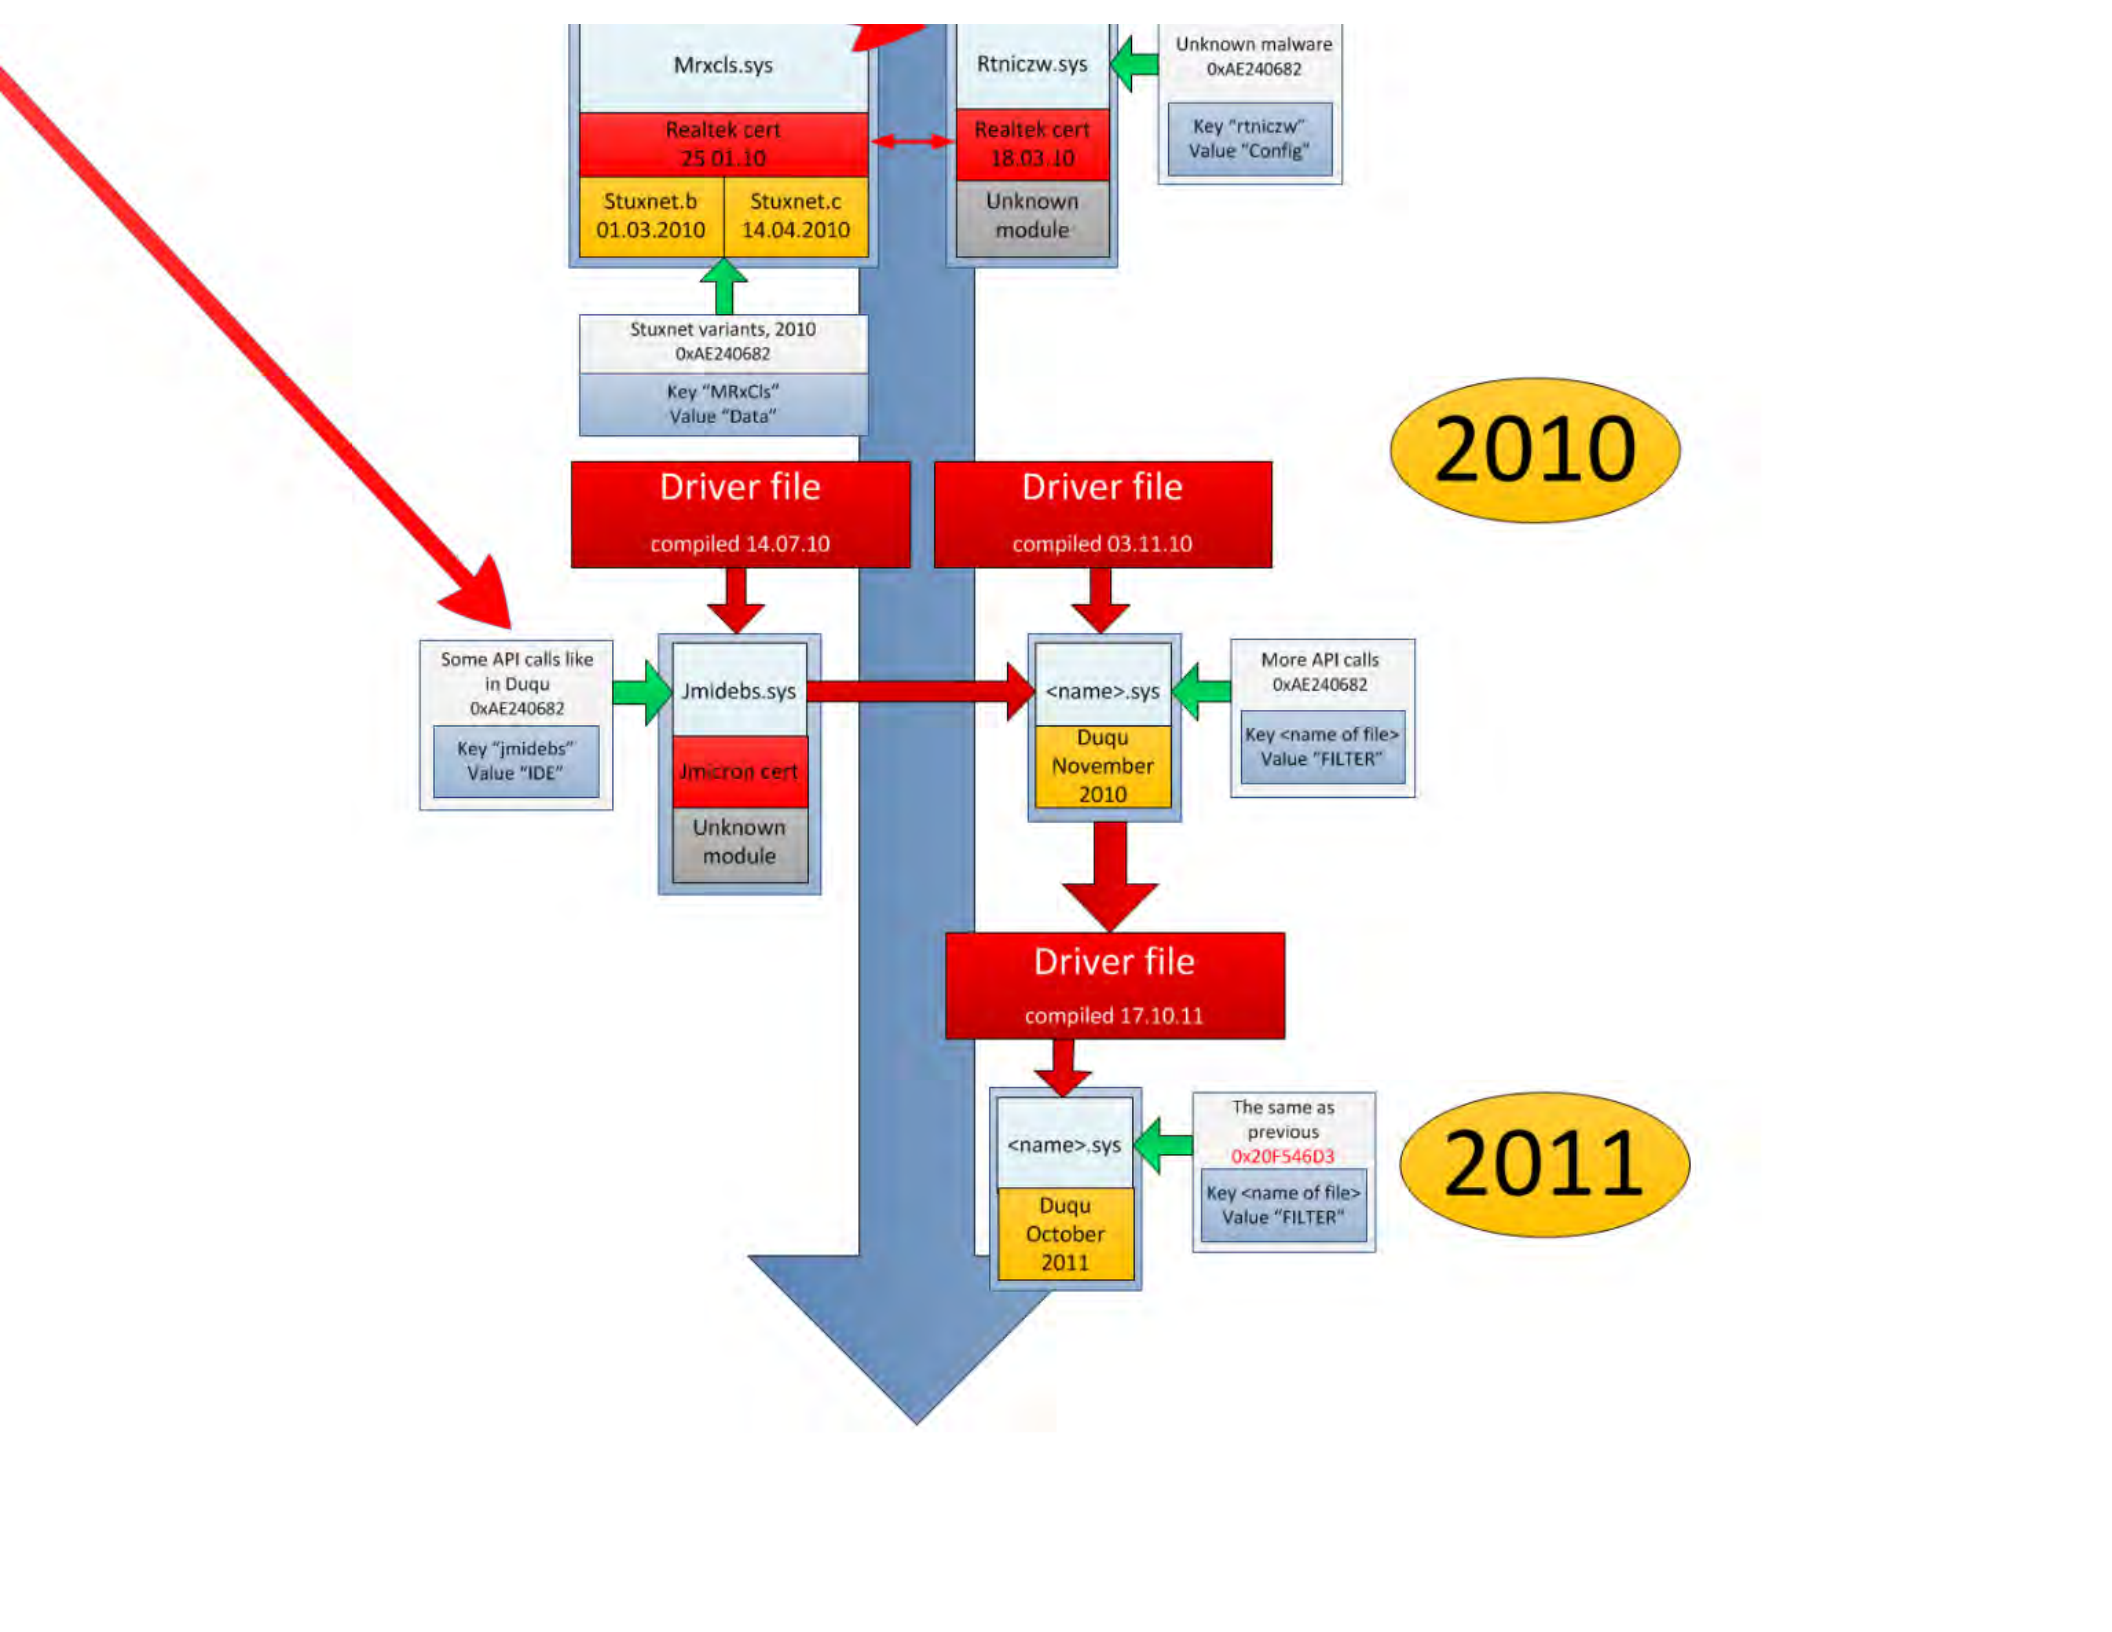 Mrxcls.sys
Realtek cert
25.01.10
Stuxnet.b
01.03.2010
Stuxnet.c
14.04.2010
Rtniczw.sys
Realtek cert
18.03.10
Unknown
module
Unknown malware
0xAE240682
Key “rtniczw”
Value “Config”
Stuxnet variants, 2010
0xAE240682
Key “MRxCls”
Value “Data”
2010
Driver file
compiled 14.07.10
Driver file
compiled 03.11.10
Some API calls like
in Duqu
0xAE240682
Key “jmidebs”
Value “IDE”
Jmidebs.sys
Jmicron cert
Unknown
module
<name>.sys
Duqu
November
2010
More API calls
0xAE240682
Key <name of file>
Value “FILTER”
Driver file
compiled 17.10.11
<name>.sys
Duqu
October
2011
The same as
previous
0x20F546D3
Key <name of file>
Value “FILTER”
2011